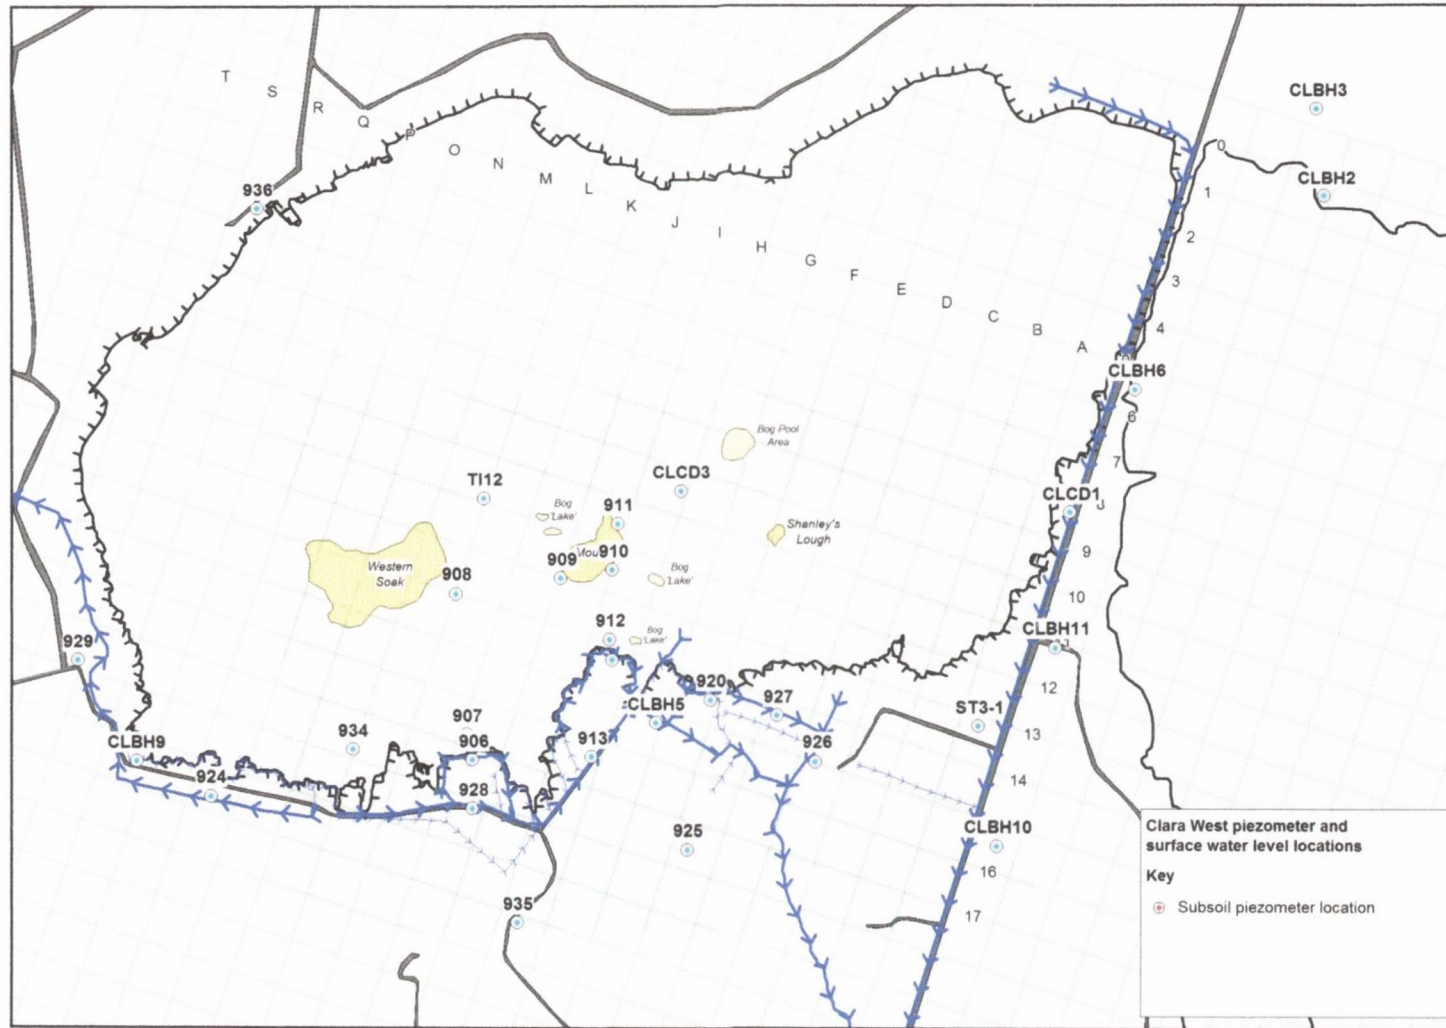 CLBH3
T
S
R
Q
P
O
N
M
L
K
J
I
H
G
F
E
D
C
B
A
0
CLBH2
1
936
2
3
4
CLBH6
6
Bog Pool
Area
7
CLCD3
TI12
CLCD1
Bog
'Lake'
911
Shanley's
Lough
9
Western
Soak
908
909
910
Bog
'Lake'
10
912
Bog
'Lake'
CLBH11
929
12
920
927
CLBH5
ST3-1
907
13
CLBH9
906
934
913
926
14
924
928
CLBH10
925
16
935
17
Clara West piezometer and
surface water level locations
Key
Subsoil piezometer location